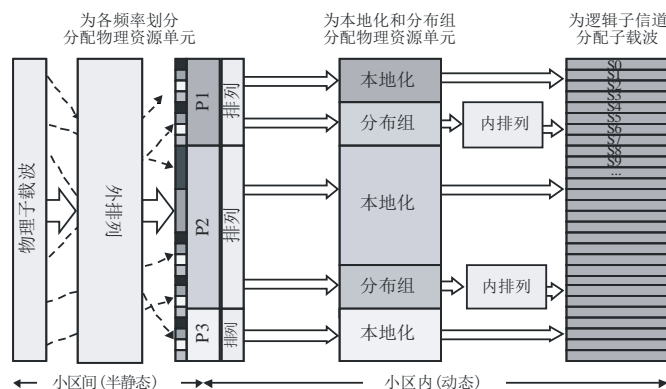 为各频率划分
分配物理资源单元
为本地化和分布组
分配物理资源单元
为逻辑子信道
分配子载波
物理子载波
外排列
P1
排列
P2
排列
P3
排列
本地化
分布组
内排列
本地化
分布组
内排列
本地化
S0
S1
S2
S3
S4
S5
S6
S7
S8
S9
...
小区间(半静态)
小区内(动态)